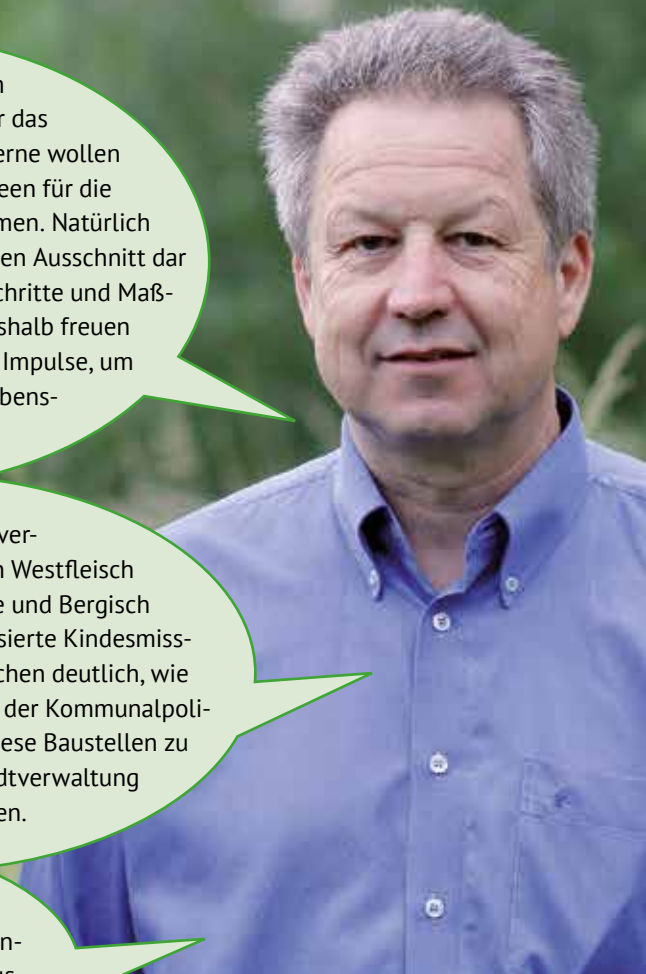 r das
erne wollen
een für die
men. Natürlich
en Ausschnitt dar
chritte und Maß-
shalb freuen
Impulse, um
bens-
ver-
n Westfleisch
e und Bergisch
sierte Kindesmiss-
chen deutlich, wie
der Kommunalpoli-
iese Baustellen zu
dtverwaltung
en.
n-